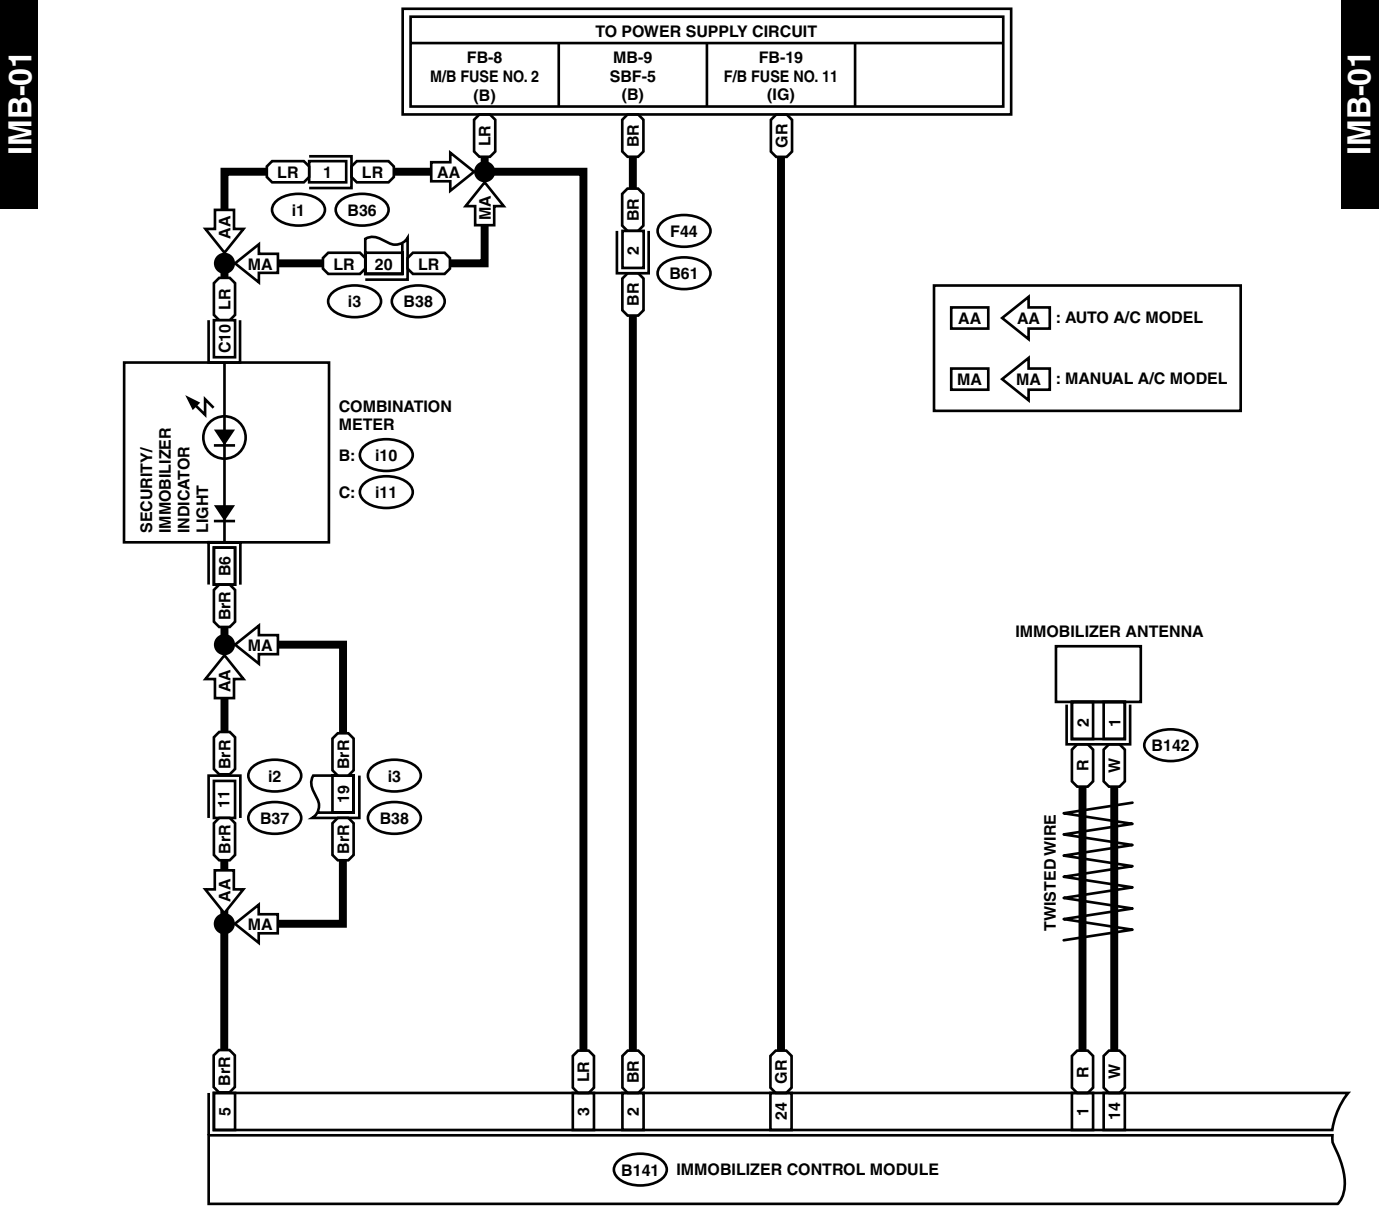 IMB-01
IMB-01
TO POWER SUPPLY CIRCUIT
FB-8
M/B FUSE NO. 2
(B)
MB-9
SBF-5
(B)
FB-19
F/B FUSE NO. 11
(IG)
LR
BR
GR
LR
1
LR
AA
i1
B36
AA
MA
MA
LR
20
LR
i3
B38
BR
2
BR
F44
B61
LR
C10
AA
AA
: AUTO A/C MODEL
MA
MA
: MANUAL A/C MODEL
SECURITY/
IMMOBILIZER
INDICATOR
LIGHT
COMBINATION
METER
B:
i10
C:
i11
B6
BrR
MA
AA
BrR
11
BrR
i2
B37
BrR
19
BrR
i3
B38
AA
MA
IMMOBILIZER ANTENNA
2
1
B142
R
W
TWISTED WIRE
BrR
LR
BR
GR
R
W
5
3
2
24
1
14
B141
IMMOBILIZER CONTROL MODULE